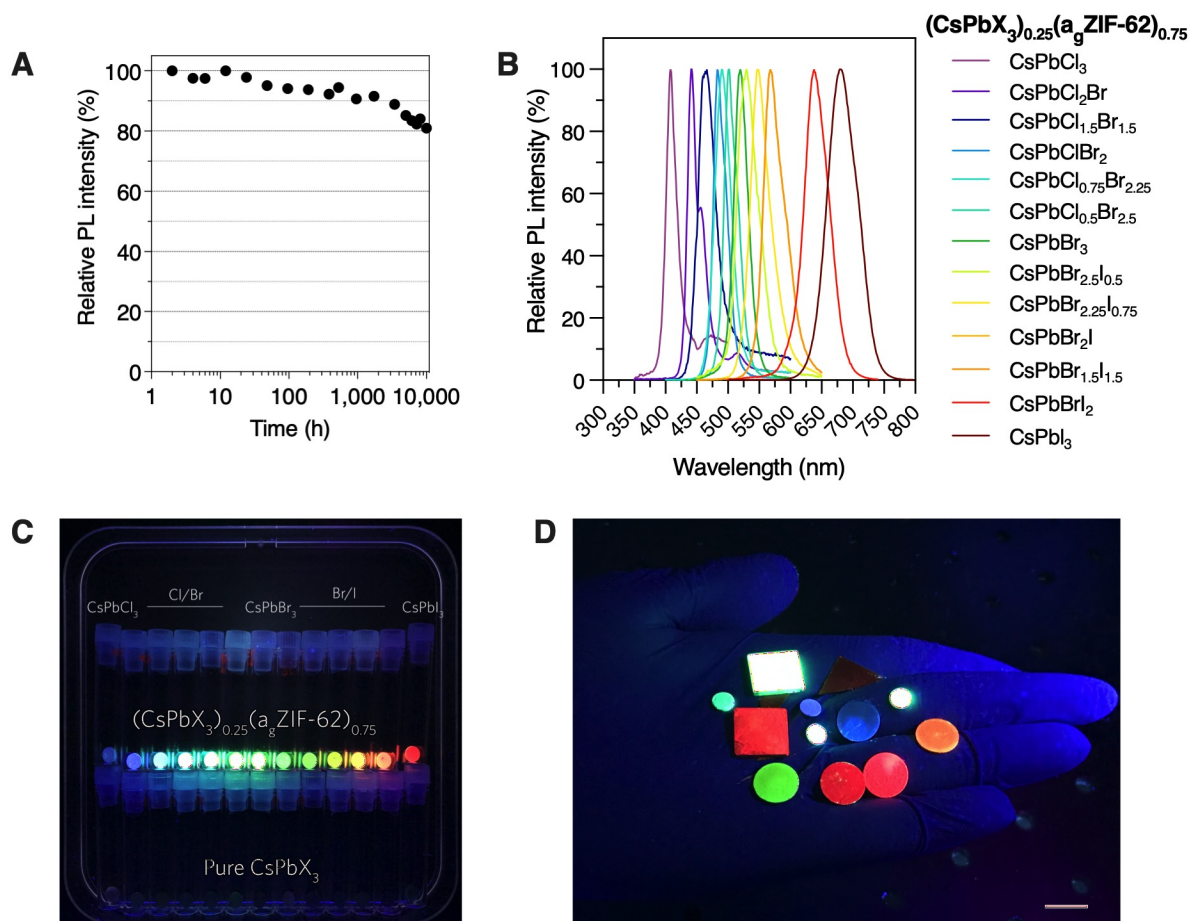 A
Relative PL intensity (%)
100
80
60
40
20
0
1
10
100
1,000
10,000
Time (h)
B
Relative PL intensity (%)
100
80
60
40
20
0
300
350
400
450
500
550
600
650
700
750
800
Wavelength (nm)
(CsPbX₃)₀.₂₅(a₉ZIF-62)₀.₇₅
CsPbCl₃
CsPbCl₂Br
CsPbCl₁.₅Br₁.₅
CsPbClBr₂
CsPbCl₀.₇₅Br₂.₂₅
CsPbCl₀.₅Br₂.₅
CsPbBr₃
CsPbBr₂.₅I₀.₅
CsPbBr₂.₂₅I₀.₇₅
CsPbBr₂I
CsPbBr₁.₅I₁.₅
CsPbBrI₂
CsPbI₃
C
CsPbCl₃
Cl/Br
CsPbBr₃
Br/I
CsPbI₃
(CsPbX₃)₀.₂₅(a_gZIF-62)₀.₇₅
Pure CsPbX₃
D